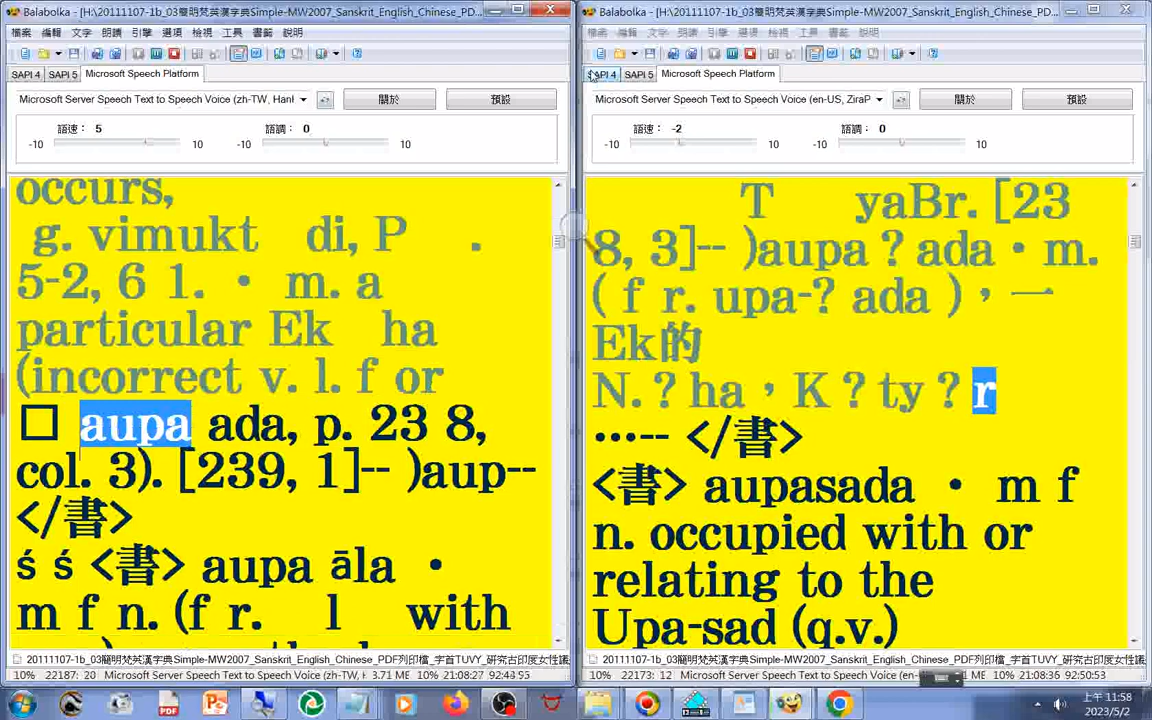 Balabolka - [H:\20111107-1b_03簡明梵英漢字典Simple-MW2007_Sanskrit_English_Chinese_PD...
檔案 編輯 文字 朗讀 引擎 選項 檢視 工具 書籤 說明
SAPI 4 SAPI 5 Microsoft Speech Platform
Microsoft Server Speech Text to Speech Voice (zh-TW, Hanl
關於 預設
語速： 5 語調： 0
-10 10 -10 10
occurs,
g. vimukt di, P .
5-2, 6 1. • m. a
particular Ek ha
(incorrect v. l. f or
□ aupa ada, p. 23 8,
col. 3). [239, 1]-- )aup--
</書>
ś ś <書> aupa āla •
m f n. (f r. l with
20111107-1b_03簡明梵英漢字典Simple-MW2007_Sanskrit_English_Chinese_PDF列印檔_字首TUVY_研究古印度女性議
10% 22187: 28 Microsoft Server Speech Text to Speech Voice (zh-TW, H 3.71 ME 10% 21:08:27 92:44:55
Balabolka - [H:\20111107-1b_03簡明梵英漢字典Simple-MW2007_Sanskrit_English_Chinese_PDF...
檔案 編輯 文字 朗讀 引擎 選項 檢視 工具 書籤 說明
SAPI 4 SAPI 5 Microsoft Speech Platform
Microsoft Server Speech Text to Speech Voice (en-US, ZiraP
關於 預設
語速： -2 語調： 0
-10 10 -10 10
T yaBr. [23
8, 3]-- )aupa？ada • m.
( f r. upa-？ada )，一
Ek的
N.？ha，K？ty？r
…-- </書>
<書> aupasada • m f
n. occupied with or
relating to the
Upa-sad (q.v.)
20111107-1b_03簡明梵英漢字典Simple-MW2007_Sanskrit_English_Chinese_PDF列印檔_字首TUVY_研究古印度女性議
10% 22173: 12 Microsoft Server Speech Text to Speech Voice (en ME 10% 21:08:36 92:50:53
上午 11:58
2023/5/2